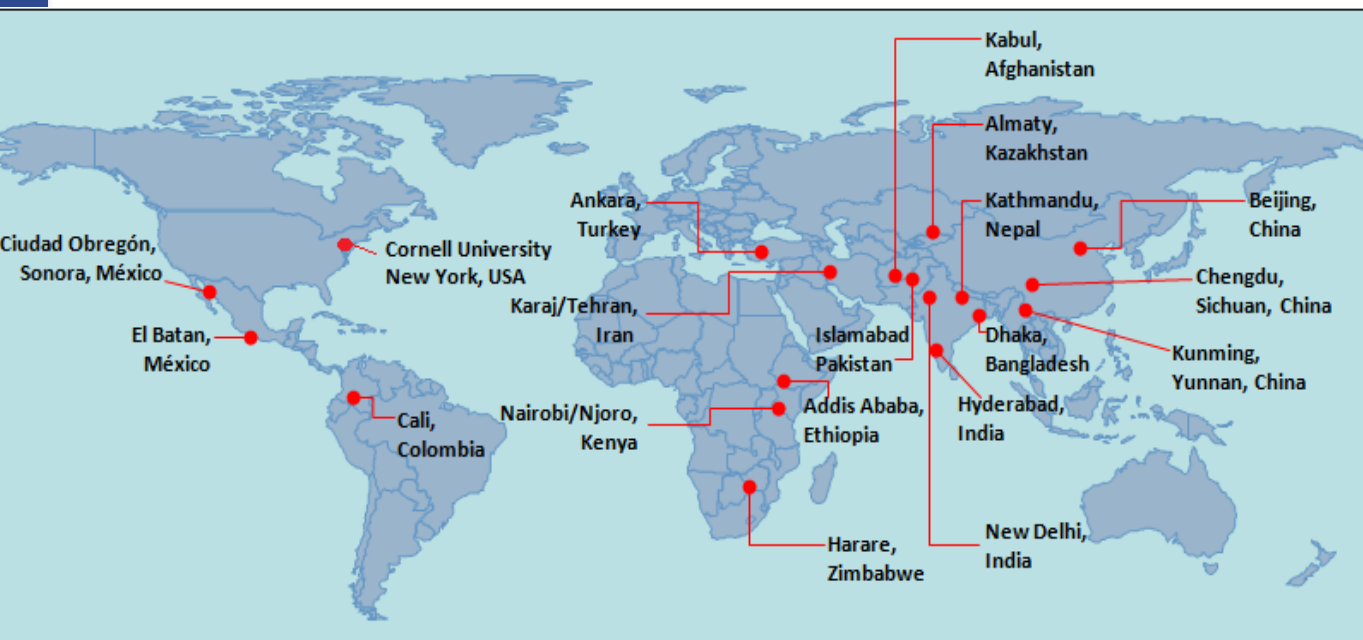 Kabul,
Afghanistan
Almaty,
Kazakhstan
Kathmandu,
Nepal
Beijing,
China
Ankara,
Turkey
Ciudad Obregón,
Sonora, México
Cornell University
New York, USA
Chengdu,
Sichuan, China
Karaj/Tehran,
Iran
El Batan,
México
Islamabad
Pakistan
Dhaka,
Bangladesh
Kunming,
Yunnan, China
Cali,
Colombia
Nairobi/Njoro,
Kenya
Addis Ababa,
Ethiopia
Hyderabad,
India
Harare,
Zimbabwe
New Delhi,
India